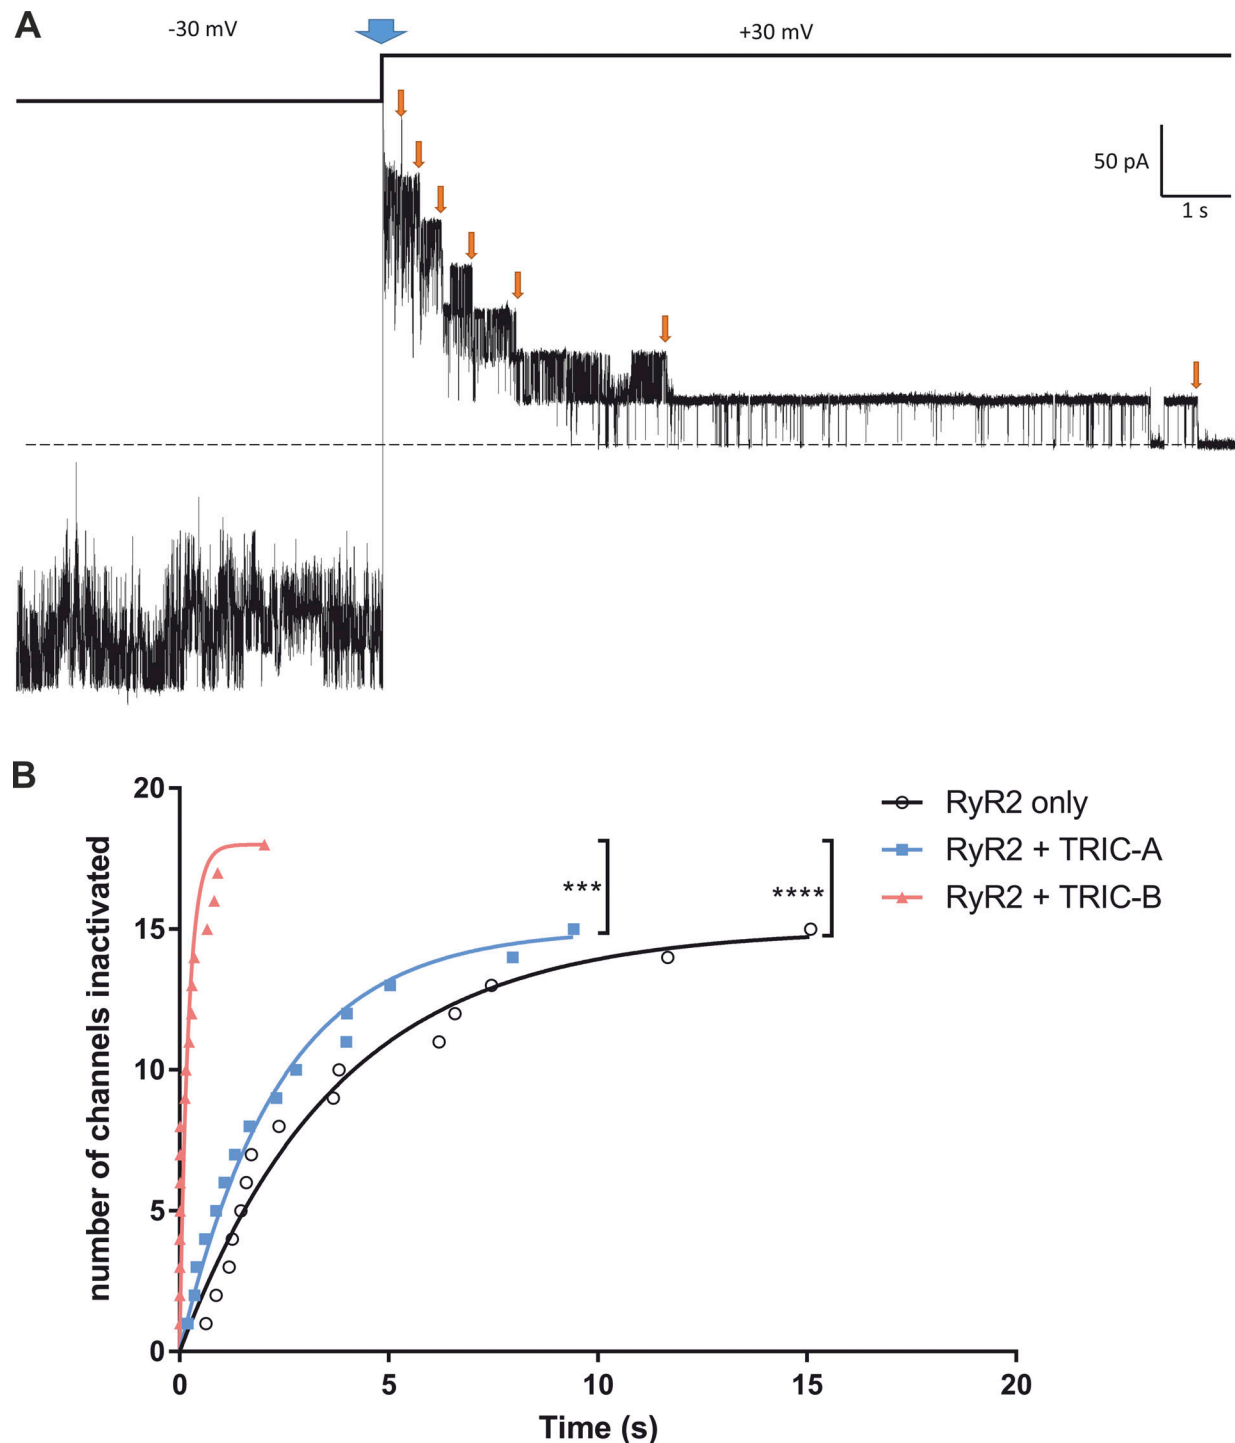 A
-30 mV
+30 mV
50 pA
1 s
B
20
15
10
5
0
number of channels inactivated
0 5 10 15 20
Time (s)
***
****
RyR2 only
RyR2 + TRIC-A
RyR2 + TRIC-B